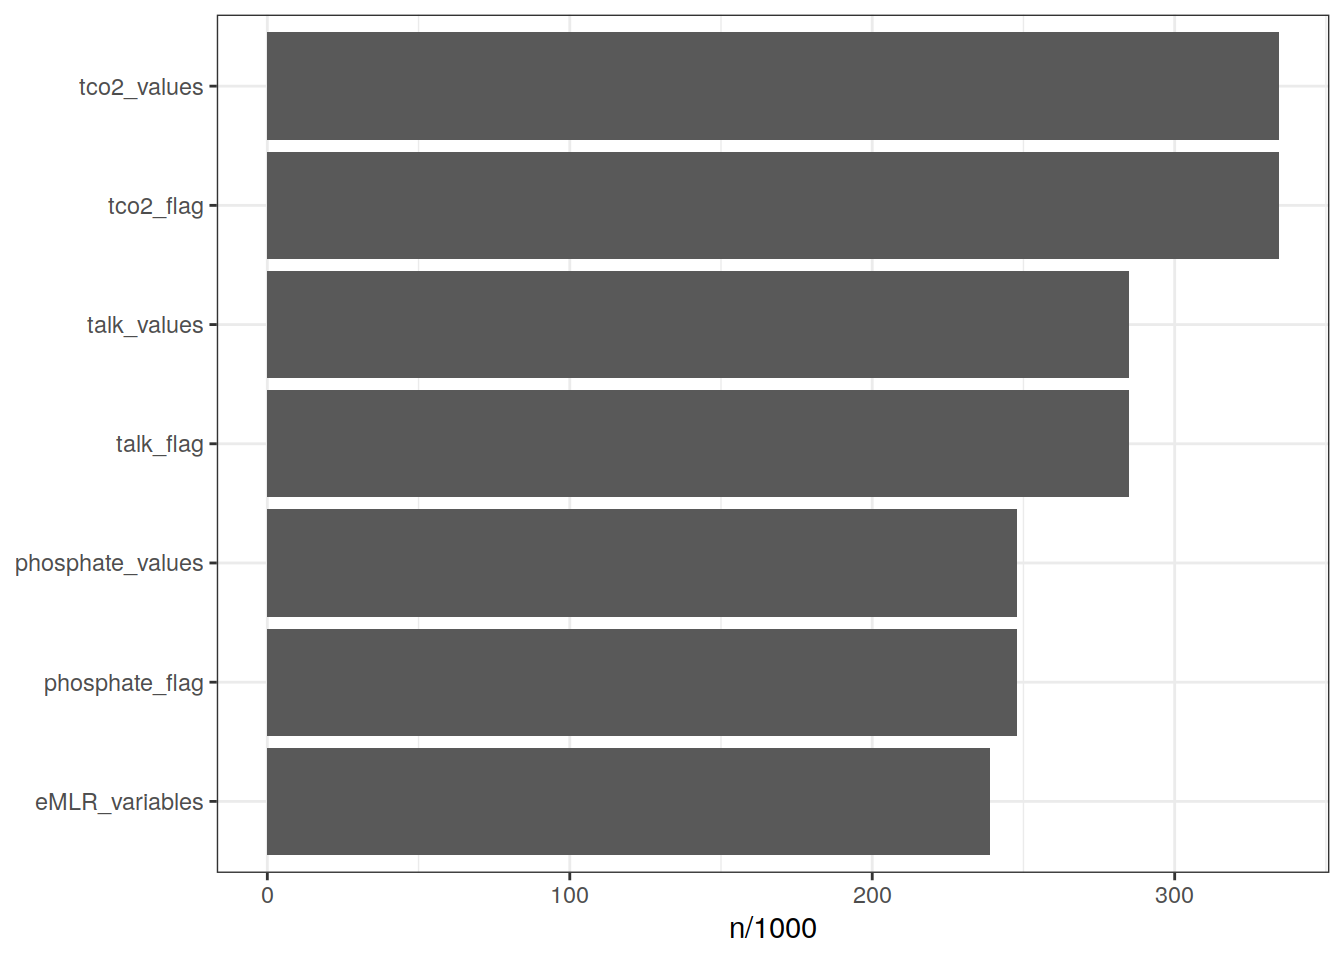 tco2_values
tco2_flag
talk_values
talk_flag
phosphate_values
phosphate_flag
eMLR_variables
0 100 200 300
n/1000